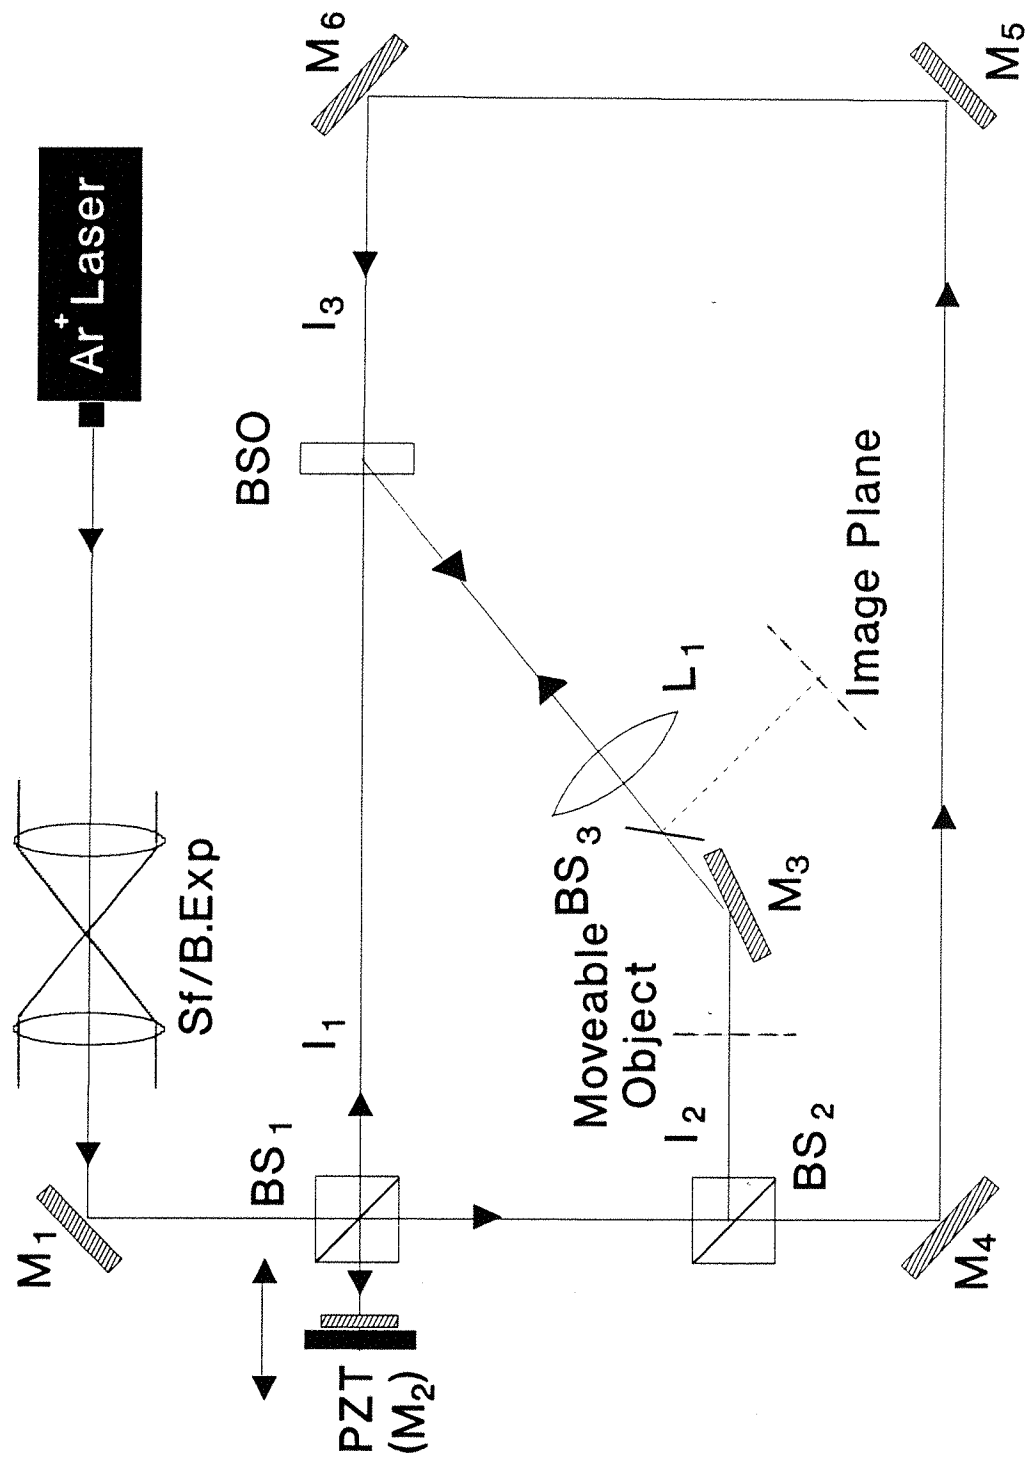 Ar⁺ Laser
Sf/B.Exp
M₁
BS₁
PZT
(M₂)
I₁
BSO
I₃
M₆
M₅
Moveable
Object
BS₃
L₁
M₃
Image Plane
I₂
BS₂
M₄